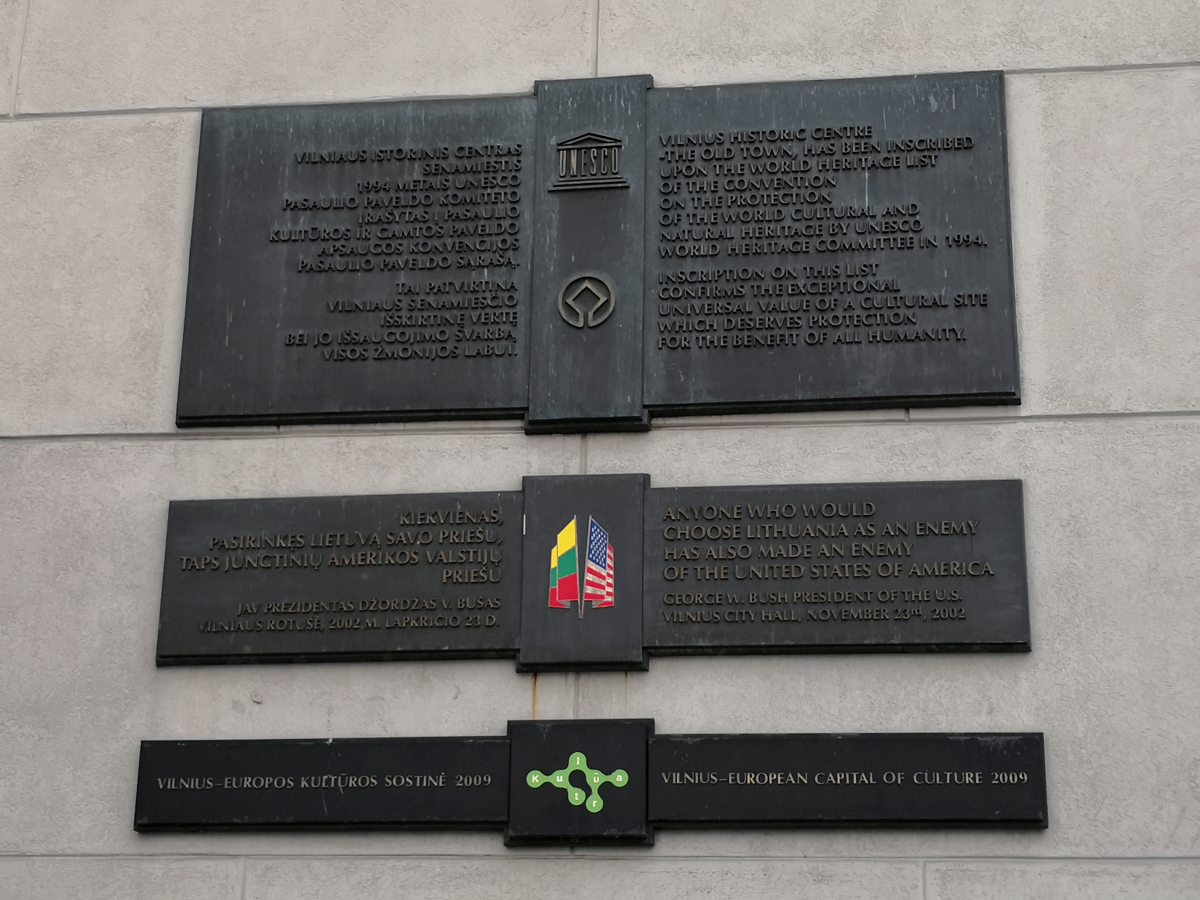 VILNIAUS ISTORINIS CENTRAS
SENAMIESTIS
1994 METAIS UNESCO
PASAULIO PAVELDO KOMITETO
ĮRAŠYTAS Į PASAULIO
KULTŪROS IR GAMTOS PAVELDO
APSAUGOS KONVENCIJOS
PASAULIO PAVELDO SĄRAŠĄ.
TAI PATVIRTINA
VILNIAUS SENAMIESČIO
IŠSKIRTINĘ VERTĘ
BEI JO IŠSAUGOJIMO SVARBĄ
VISOS ŽMONIJOS LABUI.
UNESCO
VILNIUS HISTORIC CENTRE
-THE OLD TOWN, HAS BEEN INSCRIBED
UPON THE WORLD HERITAGE LIST
OF THE CONVENTION
ON THE PROTECTION
OF THE WORLD CULTURAL AND
NATURAL HERITAGE BY UNESCO
WORLD HERITAGE COMMITTEE IN 1994.
INSCRIPTION ON THIS LIST
CONFIRMS THE EXCEPTIONAL
UNIVERSAL VALUE OF A CULTURAL SITE
WHICH DESERVES PROTECTION
FOR THE BENEFIT OF ALL HUMANITY.
KIEKVIENAS,
PASIRINKĘS LIETUVĄ SAVO PRIEŠU,
TAPS JUNGTINIŲ AMERIKOS VALSTIJŲ
PRIEŠU
JAV PREZIDENTAS DŽORDŽAS V. BUŠAS
VILNIAUS ROTUŠĖ, 2002 M. LAPKRIČIO 23 D.
ANYONE WHO WOULD
CHOOSE LITHUANIA AS AN ENEMY
HAS ALSO MADE AN ENEMY
OF THE UNITED STATES OF AMERICA
GEORGE W. BUSH PRESIDENT OF THE U.S.
VILNIUS CITY HALL, NOVEMBER 23rd, 2002
VILNIUS–EUROPOS KULTŪROS SOSTINĖ 2009
Kultūra
VILNIUS–EUROPEAN CAPITAL OF CULTURE 2009